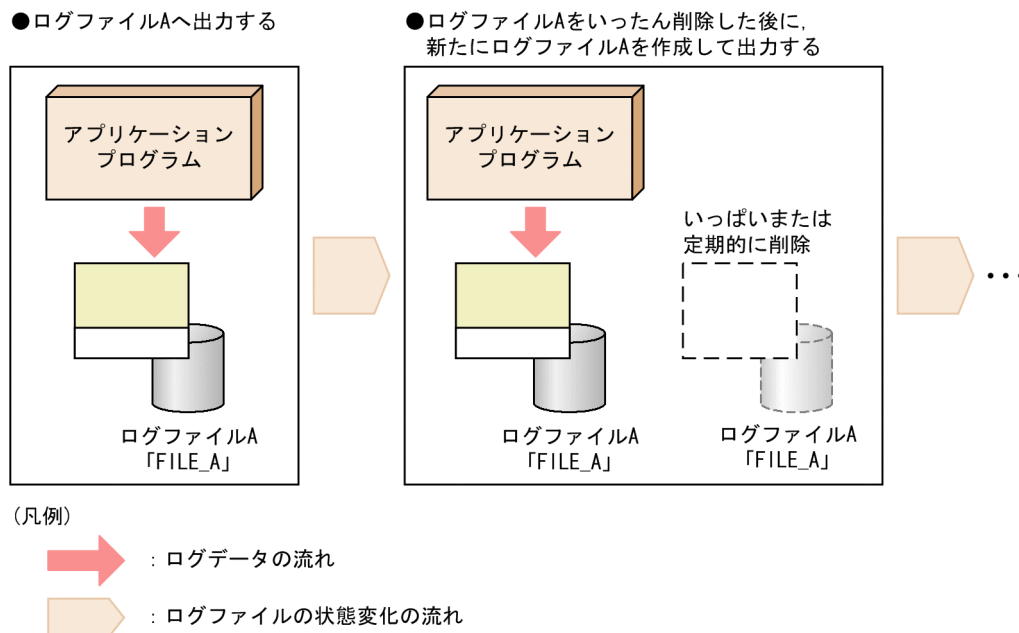 ●ログファイルAへ出力する
●ログファイルAをいったん削除した後に,
新たにログファイルAを作成して出力する
アプリケーション
プログラム
ログファイルA
「FILE_A」
アプリケーション
プログラム
いっぱいまたは
定期的に削除
ログファイルA
「FILE_A」
ログファイルA
「FILE_A」
…
(凡例)
：ログデータの流れ
：ログファイルの状態変化の流れ